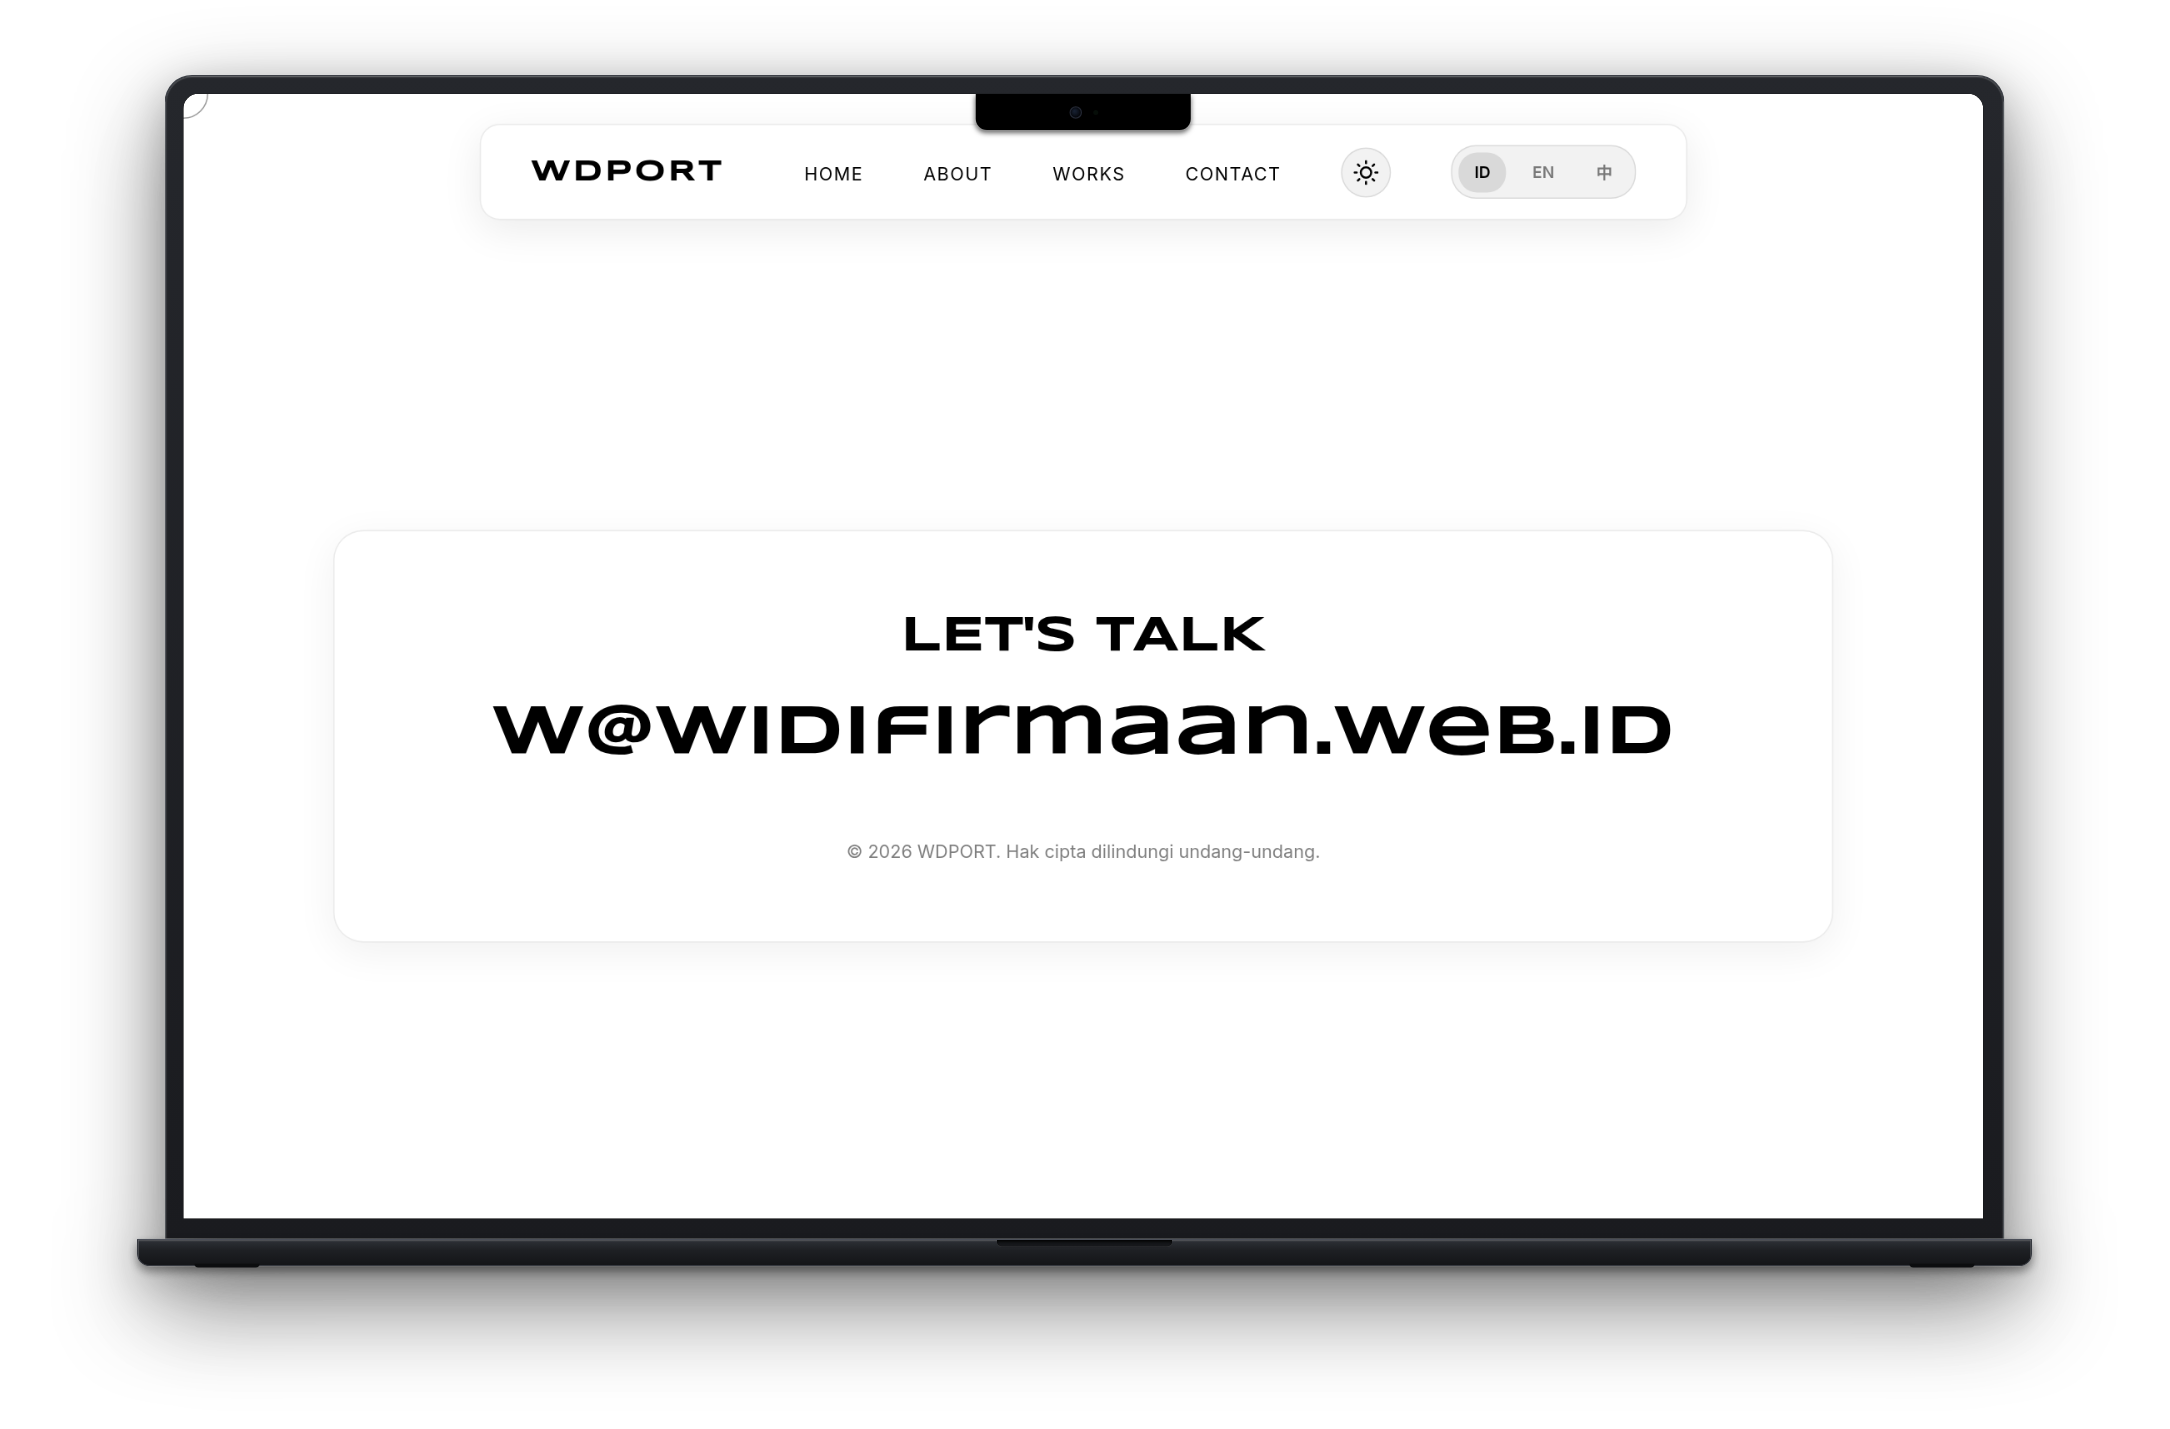 WDPORT HOME ABOUT WORKS CONTACT ID EN 中
LET'S TALK
W@WIDIFIrmaan.WeB.ID
© 2026 WDPORT. Hak cipta dilindungi undang-undang.